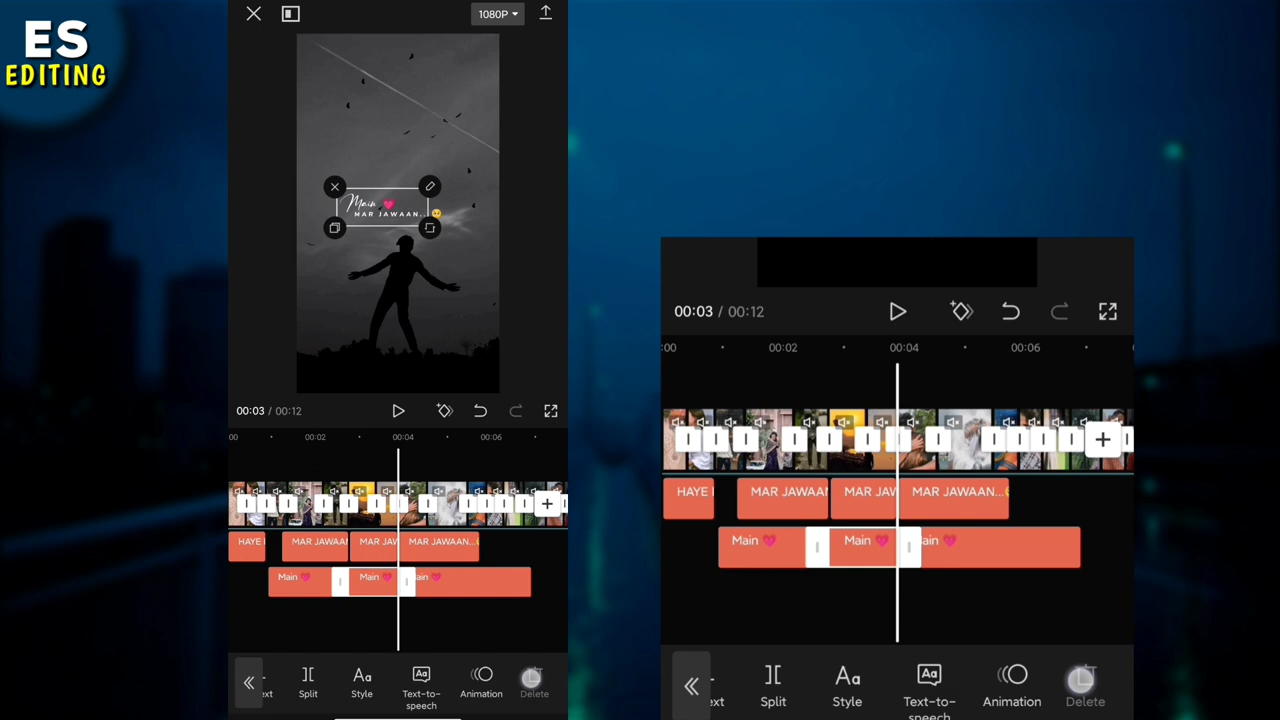 ES
EDITING
1080P
Main 💗
MAR JAWAAN..🥺
00:03 / 00:12
00 00:02 00:04 00:06
HAYE MAR JAWAAN MAR JAW MAR JAWAAN...
Main 💗 Main 💗 ain 💗
ext Split Style Text-to-speech Animation Delete
00:03 / 00:12
:00 00:02 00:04 00:06
HAYE MAR JAWAAN MAR JAW MAR JAWAAN...
Main 💗 Main 💗 ain 💗
ext Split Style Text-to-speech Animation Delete